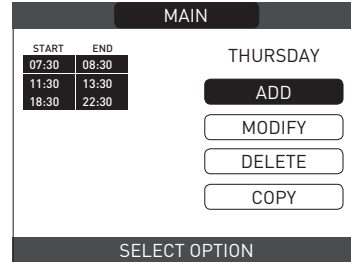 MAIN
START END
07:30 08:30
11:30 13:30
18:30 22:30
THURSDAY
ADD
MODIFY
DELETE
COPY
SELECT OPTION